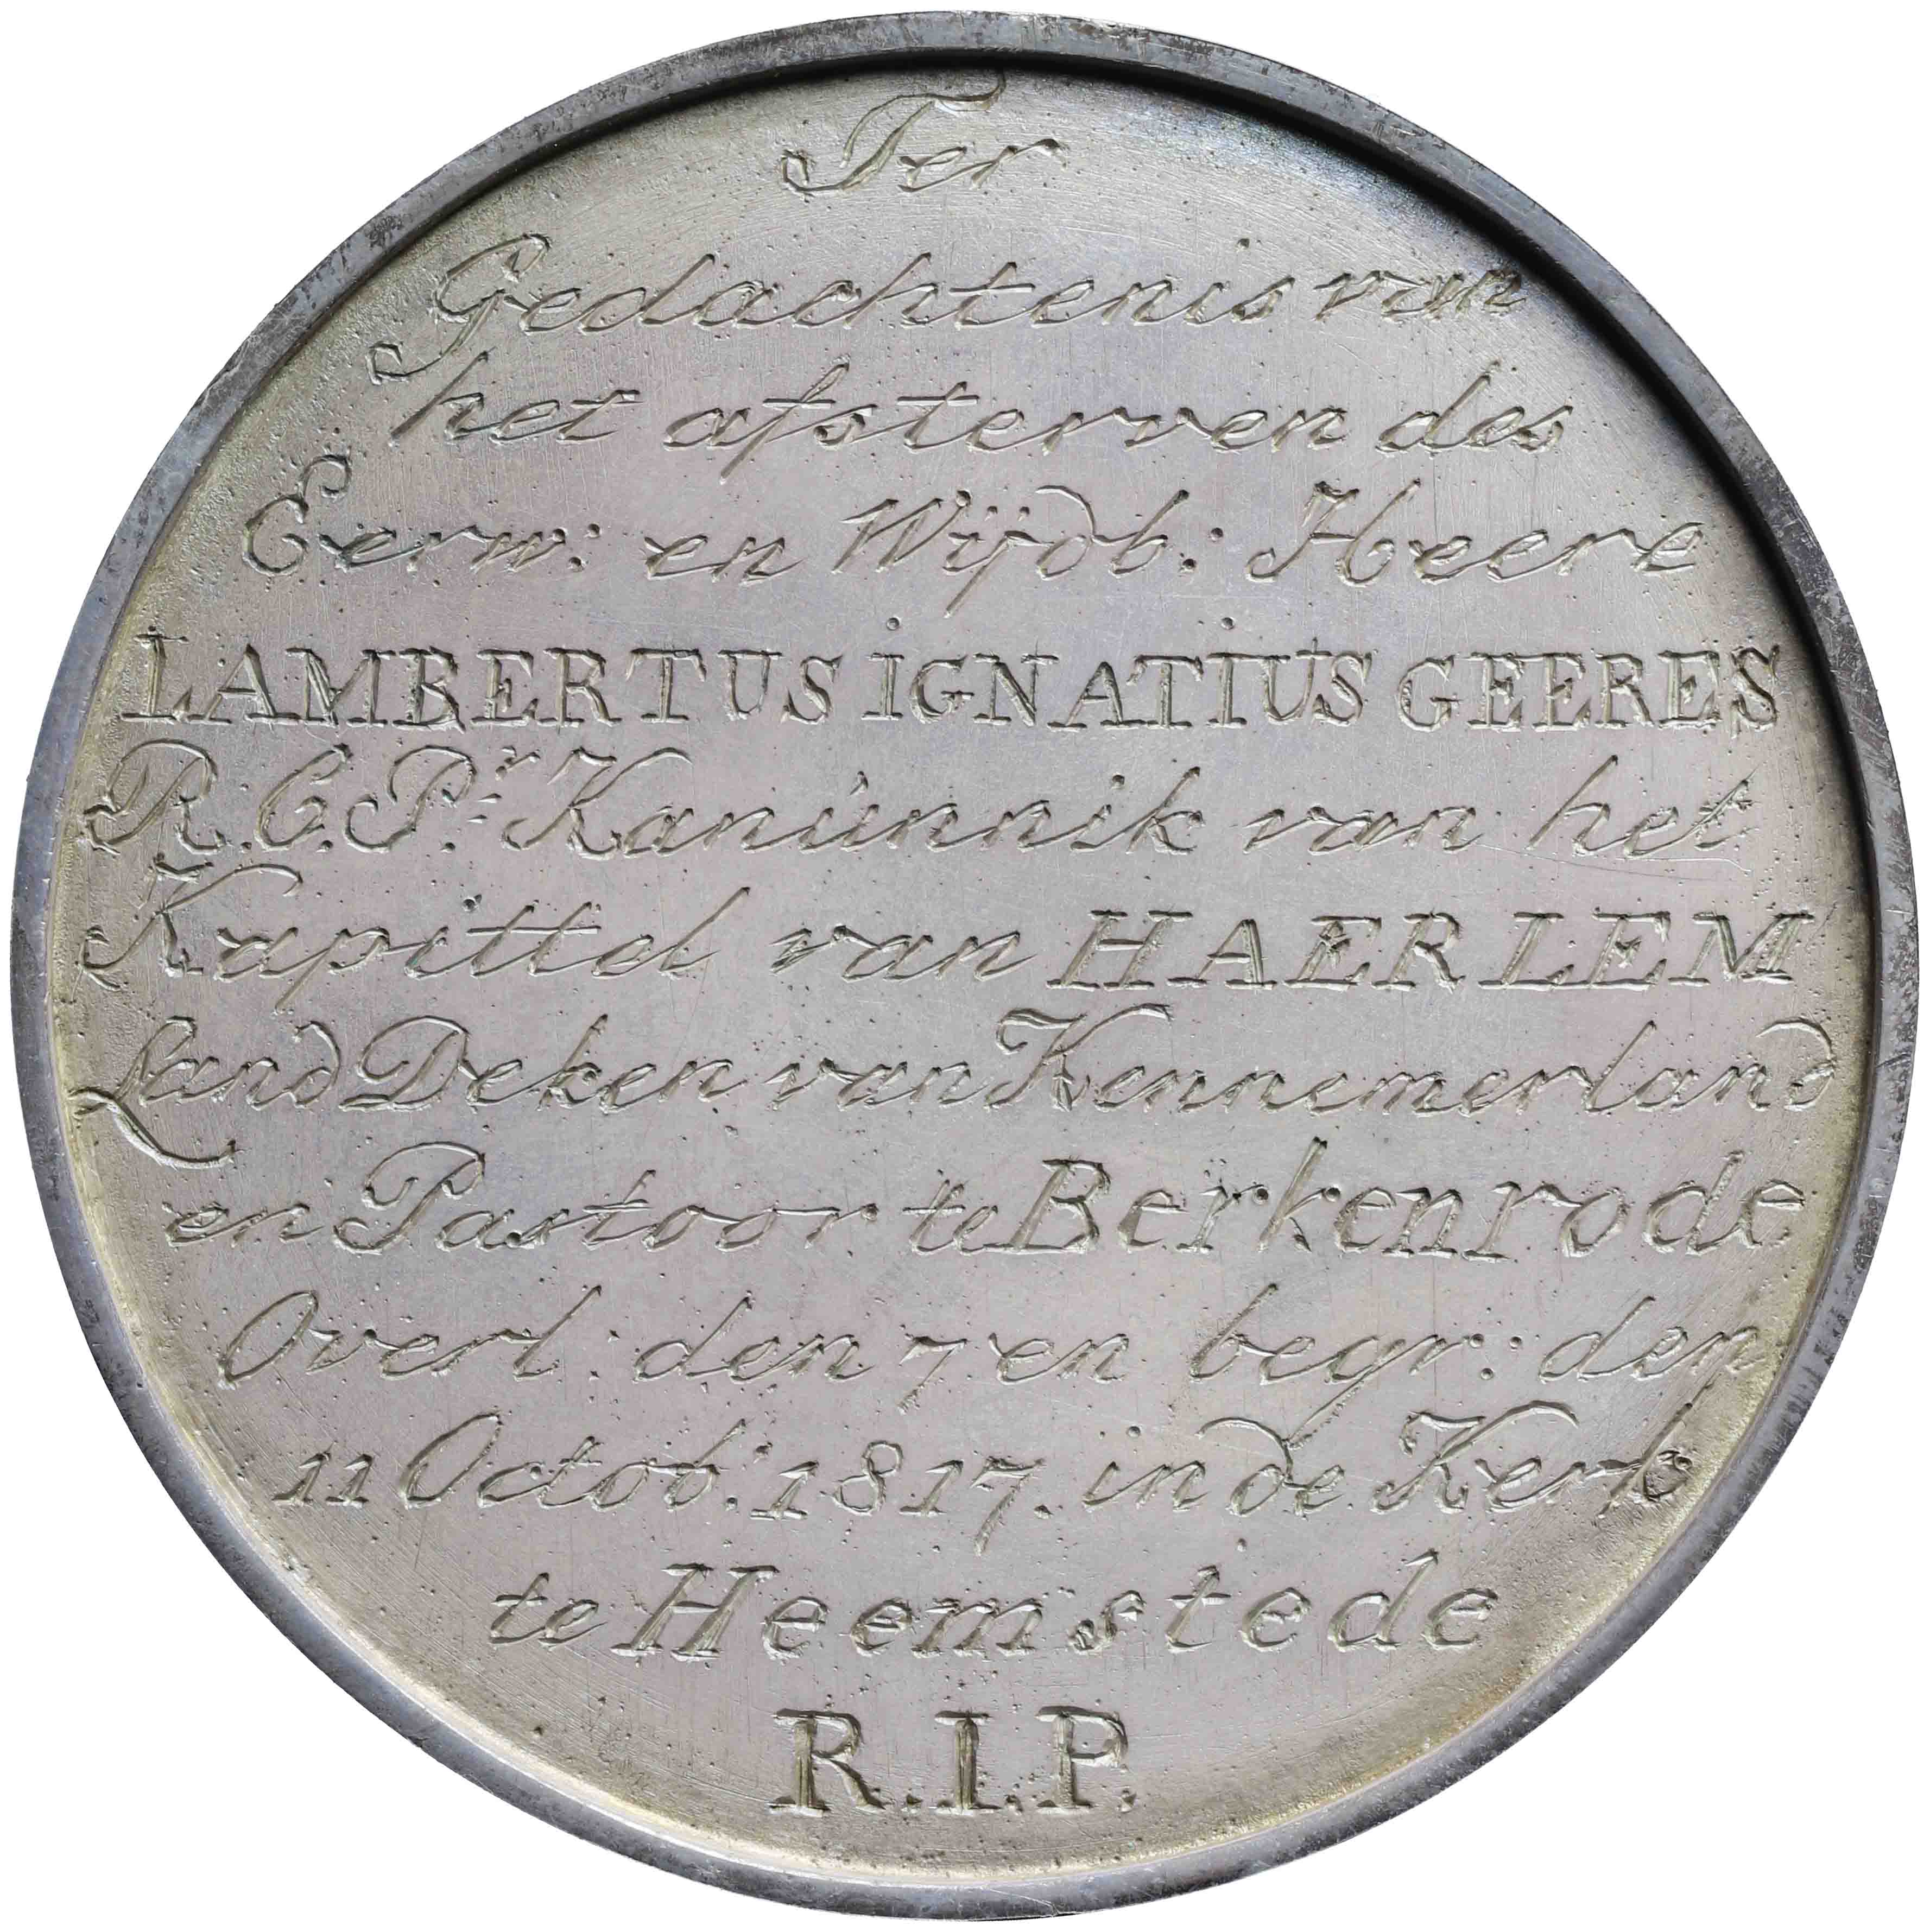 Ter
Gedachtenis van
het afsterven des
Eerw: en Wijdb: Heere
LAMBERTUS IGNATIUS GEERES
R.C.Pr: Kanúnnik van het
Kapittel van HAERLEM
Land Deken van Kennemerland
en Pastoor te Berkenrode
Overl: den 7 en begr: den
11 Octob: 1817. in de Kerk
te Heemstede
R.I.P.